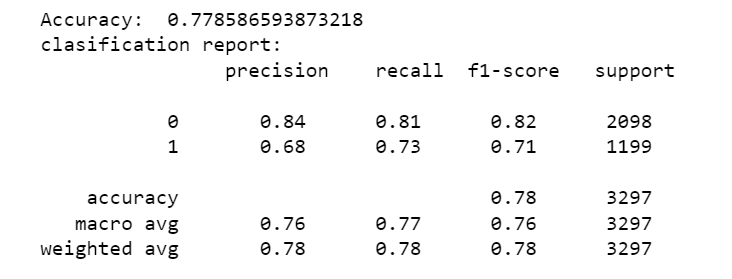 Accuracy:  0.778586593873218
clasification report:
              precision    recall  f1-score   support

           0       0.84      0.81      0.82      2098
           1       0.68      0.73      0.71      1199

    accuracy                           0.78      3297
   macro avg       0.76      0.77      0.76      3297
weighted avg       0.78      0.78      0.78      3297